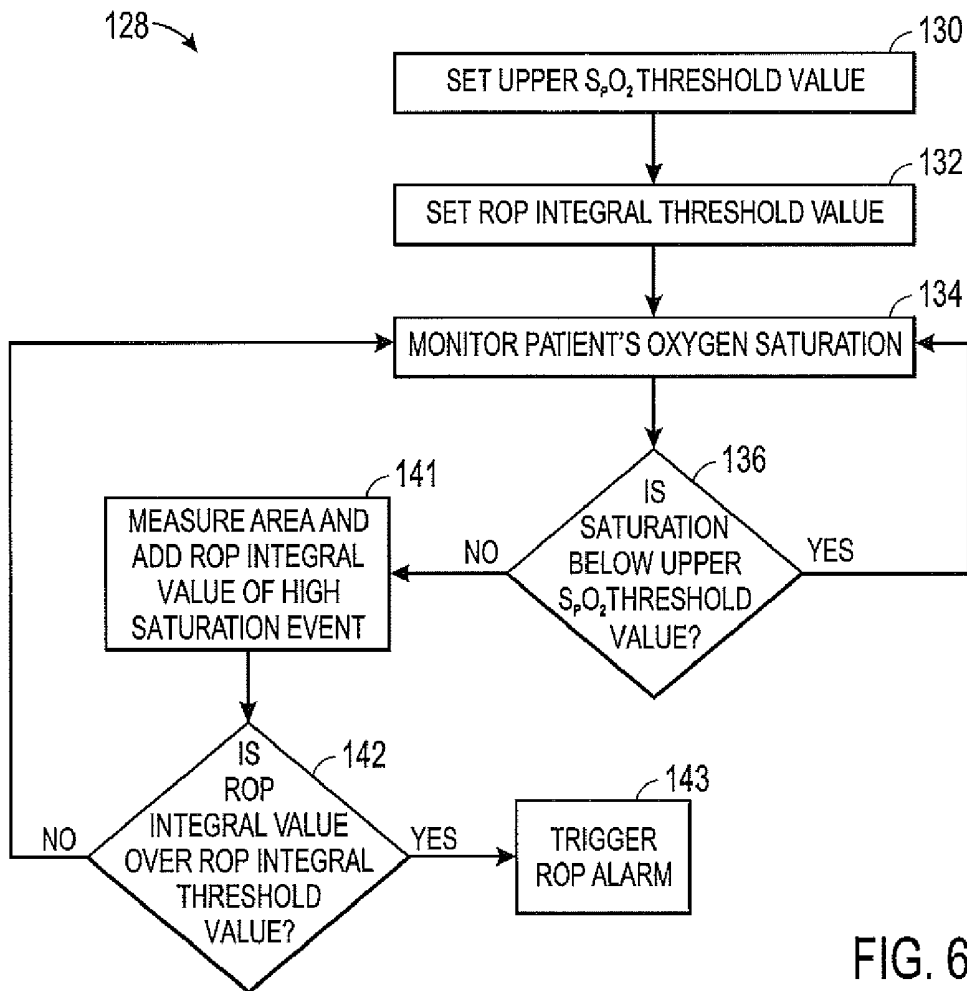 128
130
SET UPPER SPO2 THRESHOLD VALUE
132
SET ROP INTEGRAL THRESHOLD VALUE
134
MONITOR PATIENT'S OXYGEN SATURATION
136
IS
SATURATION
BELOW UPPER
SPO2 THRESHOLD
VALUE?
NO
YES
141
MEASURE AREA AND
ADD ROP INTEGRAL
VALUE OF HIGH
SATURATION EVENT
142
IS
ROP
INTEGRAL VALUE
OVER ROP INTEGRAL
THRESHOLD
VALUE?
NO
YES
143
TRIGGER
ROP ALARM
FIG. 6